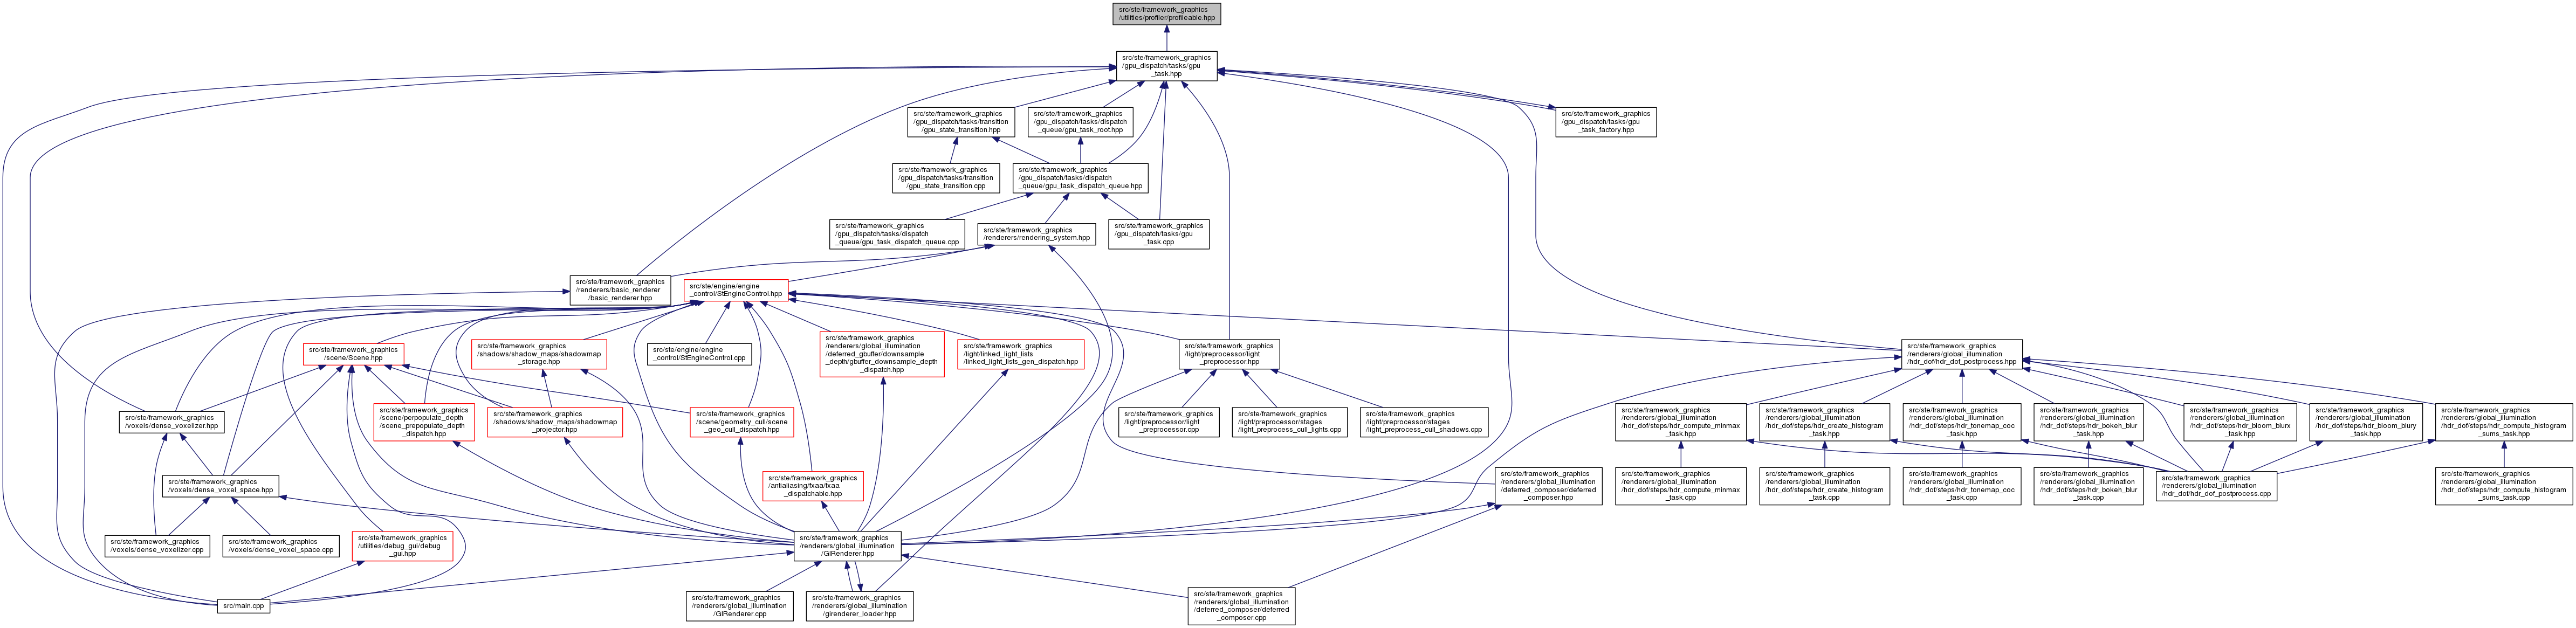 src/ste/framework_graphics
/utilities/profiler/profileable.hpp
src/ste/framework_graphics
/gpu_dispatch/tasks/gpu
_task.hpp
src/ste/framework_graphics
/gpu_dispatch/tasks/transition
/gpu_state_transition.hpp
src/ste/framework_graphics
/gpu_dispatch/tasks/dispatch
_queue/gpu_task_root.hpp
src/ste/framework_graphics
/gpu_dispatch/tasks/gpu
_task_factory.hpp
src/ste/framework_graphics
/gpu_dispatch/tasks/transition
/gpu_state_transition.cpp
src/ste/framework_graphics
/gpu_dispatch/tasks/dispatch
_queue/gpu_task_dispatch_queue.hpp
src/ste/framework_graphics
/gpu_dispatch/tasks/dispatch
_queue/gpu_task_dispatch_queue.cpp
src/ste/framework_graphics
/renderers/rendering_system.hpp
src/ste/framework_graphics
/gpu_dispatch/tasks/gpu
_task.cpp
src/ste/framework_graphics
/renderers/basic_renderer
/basic_renderer.hpp
src/ste/engine/engine
_control/StEngineControl.hpp
src/ste/framework_graphics
/scene/Scene.hpp
src/ste/framework_graphics
/shadows/shadow_maps/shadowmap
_storage.hpp
src/ste/engine/engine
_control/StEngineControl.cpp
src/ste/framework_graphics
/renderers/global_illumination
/deferred_gbuffer/downsample
_depth/gbuffer_downsample_depth
_dispatch.hpp
src/ste/framework_graphics
/light/linked_light_lists
/linked_light_lists_gen_dispatch.hpp
src/ste/framework_graphics
/light/preprocessor/light
_preprocessor.hpp
src/ste/framework_graphics
/renderers/global_illumination
/hdr_dof/hdr_dof_postprocess.hpp
src/ste/framework_graphics
/voxels/dense_voxelizer.hpp
src/ste/framework_graphics
/scene/perpopulate_depth
/scene_prepopulate_depth
_dispatch.hpp
src/ste/framework_graphics
/shadows/shadow_maps/shadowmap
_projector.hpp
src/ste/framework_graphics
/scene/geometry_cull/scene
_geo_cull_dispatch.hpp
src/ste/framework_graphics
/light/preprocessor/light
_preprocessor.cpp
src/ste/framework_graphics
/light/preprocessor/stages
/light_preprocess_cull_lights.cpp
src/ste/framework_graphics
/light/preprocessor/stages
/light_preprocess_cull_shadows.cpp
src/ste/framework_graphics
/renderers/global_illumination
/hdr_dof/steps/hdr_compute_minmax
_task.hpp
src/ste/framework_graphics
/renderers/global_illumination
/hdr_dof/steps/hdr_create_histogram
_task.hpp
src/ste/framework_graphics
/renderers/global_illumination
/hdr_dof/steps/hdr_tonemap_coc
_task.hpp
src/ste/framework_graphics
/renderers/global_illumination
/hdr_dof/steps/hdr_bokeh_blur
_task.hpp
src/ste/framework_graphics
/renderers/global_illumination
/hdr_dof/steps/hdr_bloom_blurx
_task.hpp
src/ste/framework_graphics
/renderers/global_illumination
/hdr_dof/steps/hdr_bloom_blury
_task.hpp
src/ste/framework_graphics
/renderers/global_illumination
/hdr_dof/steps/hdr_compute_histogram
_sums_task.hpp
src/ste/framework_graphics
/voxels/dense_voxel_space.hpp
src/ste/framework_graphics
/antialiasing/fxaa/fxaa
_dispatchable.hpp
src/ste/framework_graphics
/renderers/global_illumination
/deferred_composer/deferred
_composer.hpp
src/ste/framework_graphics
/renderers/global_illumination
/hdr_dof/steps/hdr_compute_minmax
_task.cpp
src/ste/framework_graphics
/renderers/global_illumination
/hdr_dof/steps/hdr_create_histogram
_task.cpp
src/ste/framework_graphics
/renderers/global_illumination
/hdr_dof/steps/hdr_tonemap_coc
_task.cpp
src/ste/framework_graphics
/renderers/global_illumination
/hdr_dof/steps/hdr_bokeh_blur
_task.cpp
src/ste/framework_graphics
/renderers/global_illumination
/hdr_dof/hdr_dof_postprocess.cpp
src/ste/framework_graphics
/renderers/global_illumination
/hdr_dof/steps/hdr_compute_histogram
_sums_task.cpp
src/ste/framework_graphics
/voxels/dense_voxelizer.cpp
src/ste/framework_graphics
/voxels/dense_voxel_space.cpp
src/ste/framework_graphics
/utilities/debug_gui/debug
_gui.hpp
src/ste/framework_graphics
/renderers/global_illumination
/GIRenderer.hpp
src/main.cpp
src/ste/framework_graphics
/renderers/global_illumination
/GIRenderer.cpp
src/ste/framework_graphics
/renderers/global_illumination
/girenderer_loader.hpp
src/ste/framework_graphics
/renderers/global_illumination
/deferred_composer/deferred
_composer.cpp